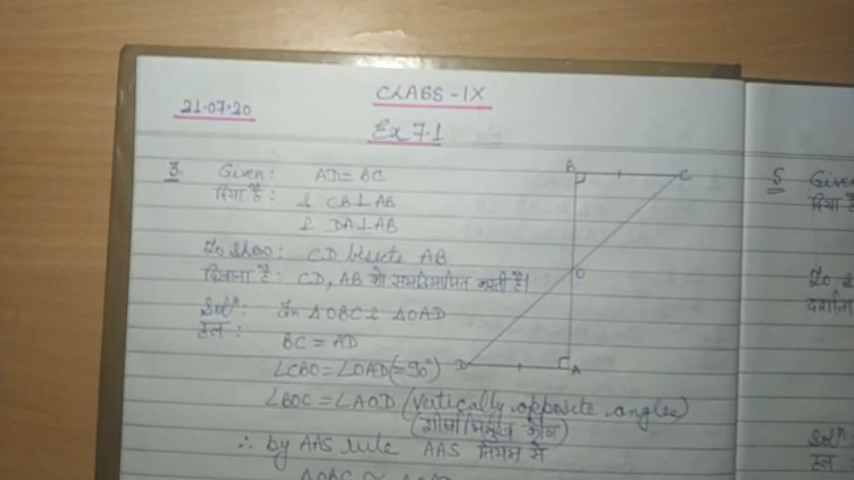 21.07.20
CLASS-IX
Ex 7.1
3. Given: AD = BC
दिया है: & CB⊥AB
& DA⊥AB
To show: CD bisects AB
दिखाना है: CD, AB को समद्विभाजित करती है।
Solⁿ: In ΔOBC & ΔOAD
हल:
BC = AD
∠CBO = ∠OAD (= 90°)
∠BOC = ∠AOD (vertically opposite angles)
(शीर्षाभिमुख कोण)
∴ by AAS rule AAS नियम से
B
C
O
D
A
5 Given
दिया है
To s
दर्शाना
Solⁿ
हल: